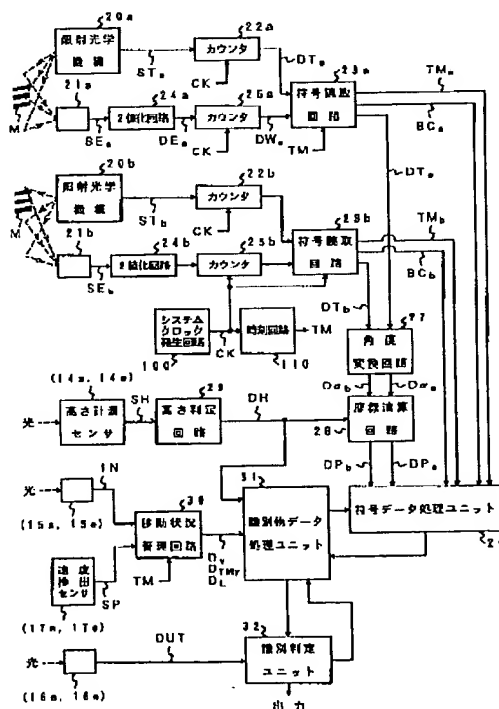 20a
照射光学
機構
22a
カウンタ
STa
CK
DTa
23a
符号読取
回路
TMa
BCa
M
21a
24a
2値化回路
25a
カウンタ
SEa
DEa
DWa
CK
TM
DTa
20b
照射光学
機構
22b
カウンタ
STb
CK
23b
符号読取
回路
TMb
BCb
M
21b
24b
2値化回路
25b
カウンタ
SEb
DTb
システム
クロック
発生回路
100
CK
時刻回路
110
TM
27
角度
変換回路
Dαb
Dαa
(14a, 14e)
光
高さ計測
センサ
SH
29
高さ判定
回路
DH
座標演算
回路
28
DPb
DPa
光
IN
(15a, 15e)
30
移動状況
管理回路
TM
速度
検出
センサ
(17a, 17e)
SP
DV
DTMY
DL
31
識別物データ
処理ユニット
符号データ処理ユニット
光
(16a, 16e)
DUT
32
識別判定
ユニット
出力